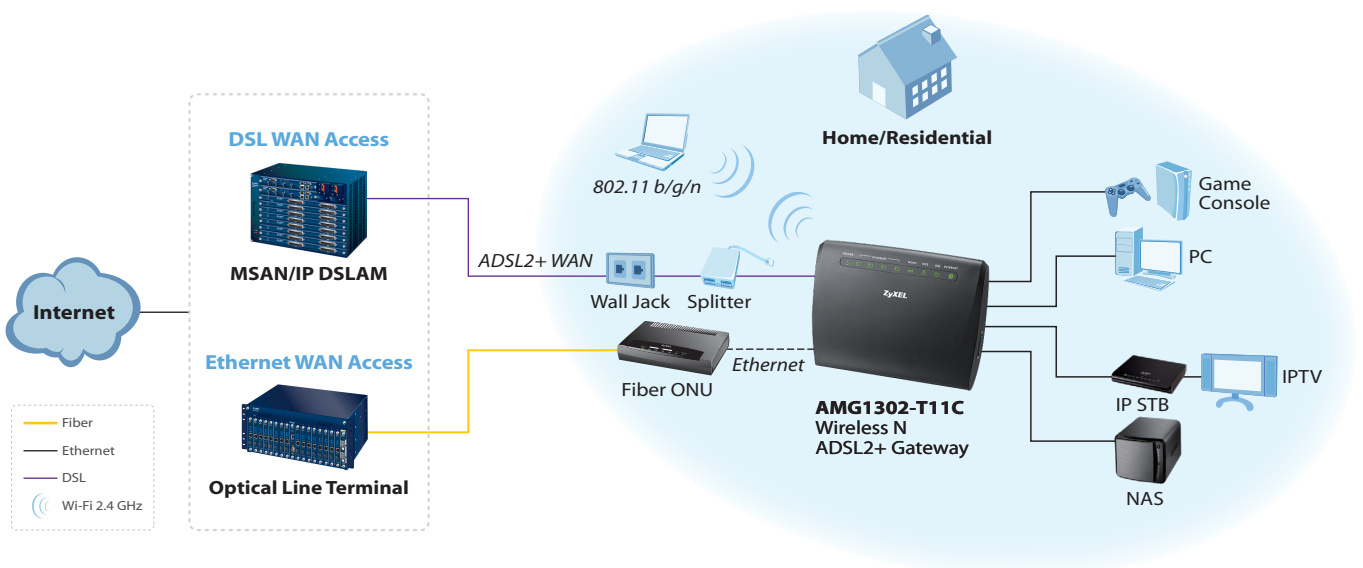 Home/Residential
DSL WAN Access
802.11 b/g/n
MSAN/IP DSLAM
ADSL2+ WAN
Wall Jack
Splitter
ZyXEL
Game
Console
PC
Internet
Ethernet WAN Access
Fiber ONU
Ethernet
IP STB
IPTV
AMG1302-T11C
Wireless N
ADSL2+ Gateway
NAS
Optical Line Terminal
Fiber
Ethernet
DSL
Wi-Fi 2.4 GHz